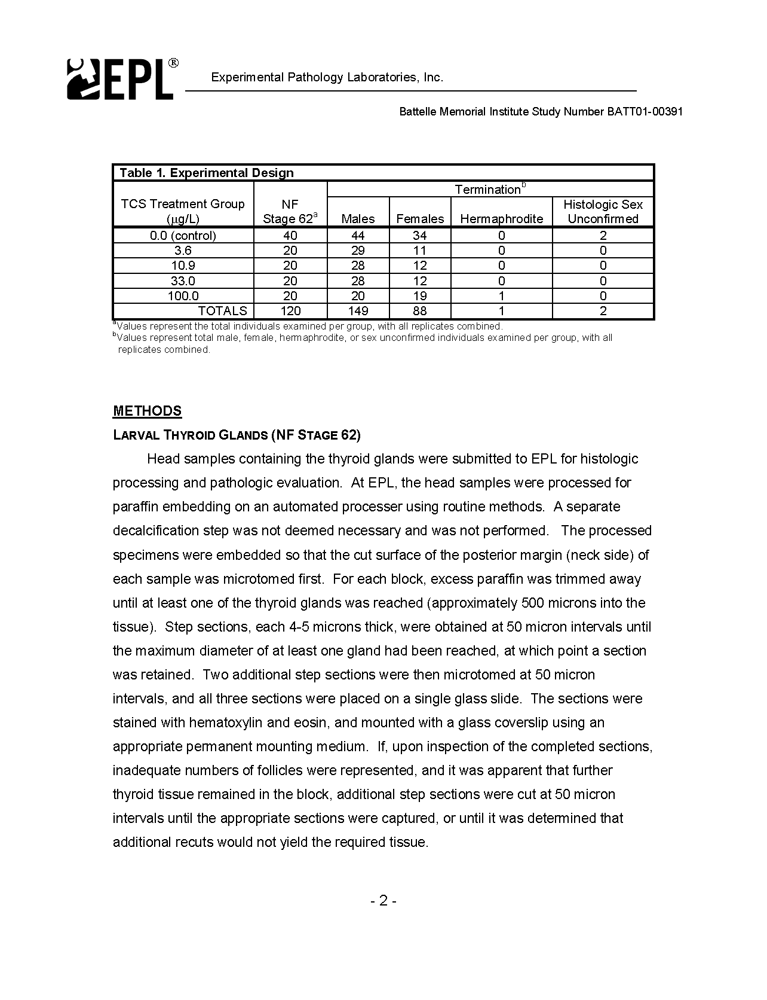 EPL®
Experimental Pathology Laboratories, Inc.
Battelle Memorial Institute Study Number BATT01-00391
Table 1. Experimental Design
TCS Treatment Group (µg/L) NF Stage 62a Terminationb
Males Females Hermaphrodite Histologic Sex Unconfirmed
0.0 (control) 40 44 34 0 2
3.6 20 29 11 0 0
10.9 20 28 12 0 0
33.0 20 28 12 0 0
100.0 20 20 19 1 0
TOTALS 120 149 88 1 2
aValues represent the total individuals examined per group, with all replicates combined.
bValues represent total male, female, hermaphrodite, or sex unconfirmed individuals examined per group, with all
replicates combined.
METHODS
LARVAL THYROID GLANDS (NF STAGE 62)
Head samples containing the thyroid glands were submitted to EPL for histologic
processing and pathologic evaluation. At EPL, the head samples were processed for
paraffin embedding on an automated processer using routine methods. A separate
decalcification step was not deemed necessary and was not performed. The processed
specimens were embedded so that the cut surface of the posterior margin (neck side) of
each sample was microtomed first. For each block, excess paraffin was trimmed away
until at least one of the thyroid glands was reached (approximately 500 microns into the
tissue). Step sections, each 4-5 microns thick, were obtained at 50 micron intervals until
the maximum diameter of at least one gland had been reached, at which point a section
was retained. Two additional step sections were then microtomed at 50 micron
intervals, and all three sections were placed on a single glass slide. The sections were
stained with hematoxylin and eosin, and mounted with a glass coverslip using an
appropriate permanent mounting medium. If, upon inspection of the completed sections,
inadequate numbers of follicles were represented, and it was apparent that further
thyroid tissue remained in the block, additional step sections were cut at 50 micron
intervals until the appropriate sections were captured, or until it was determined that
additional recuts would not yield the required tissue.
- 2 -